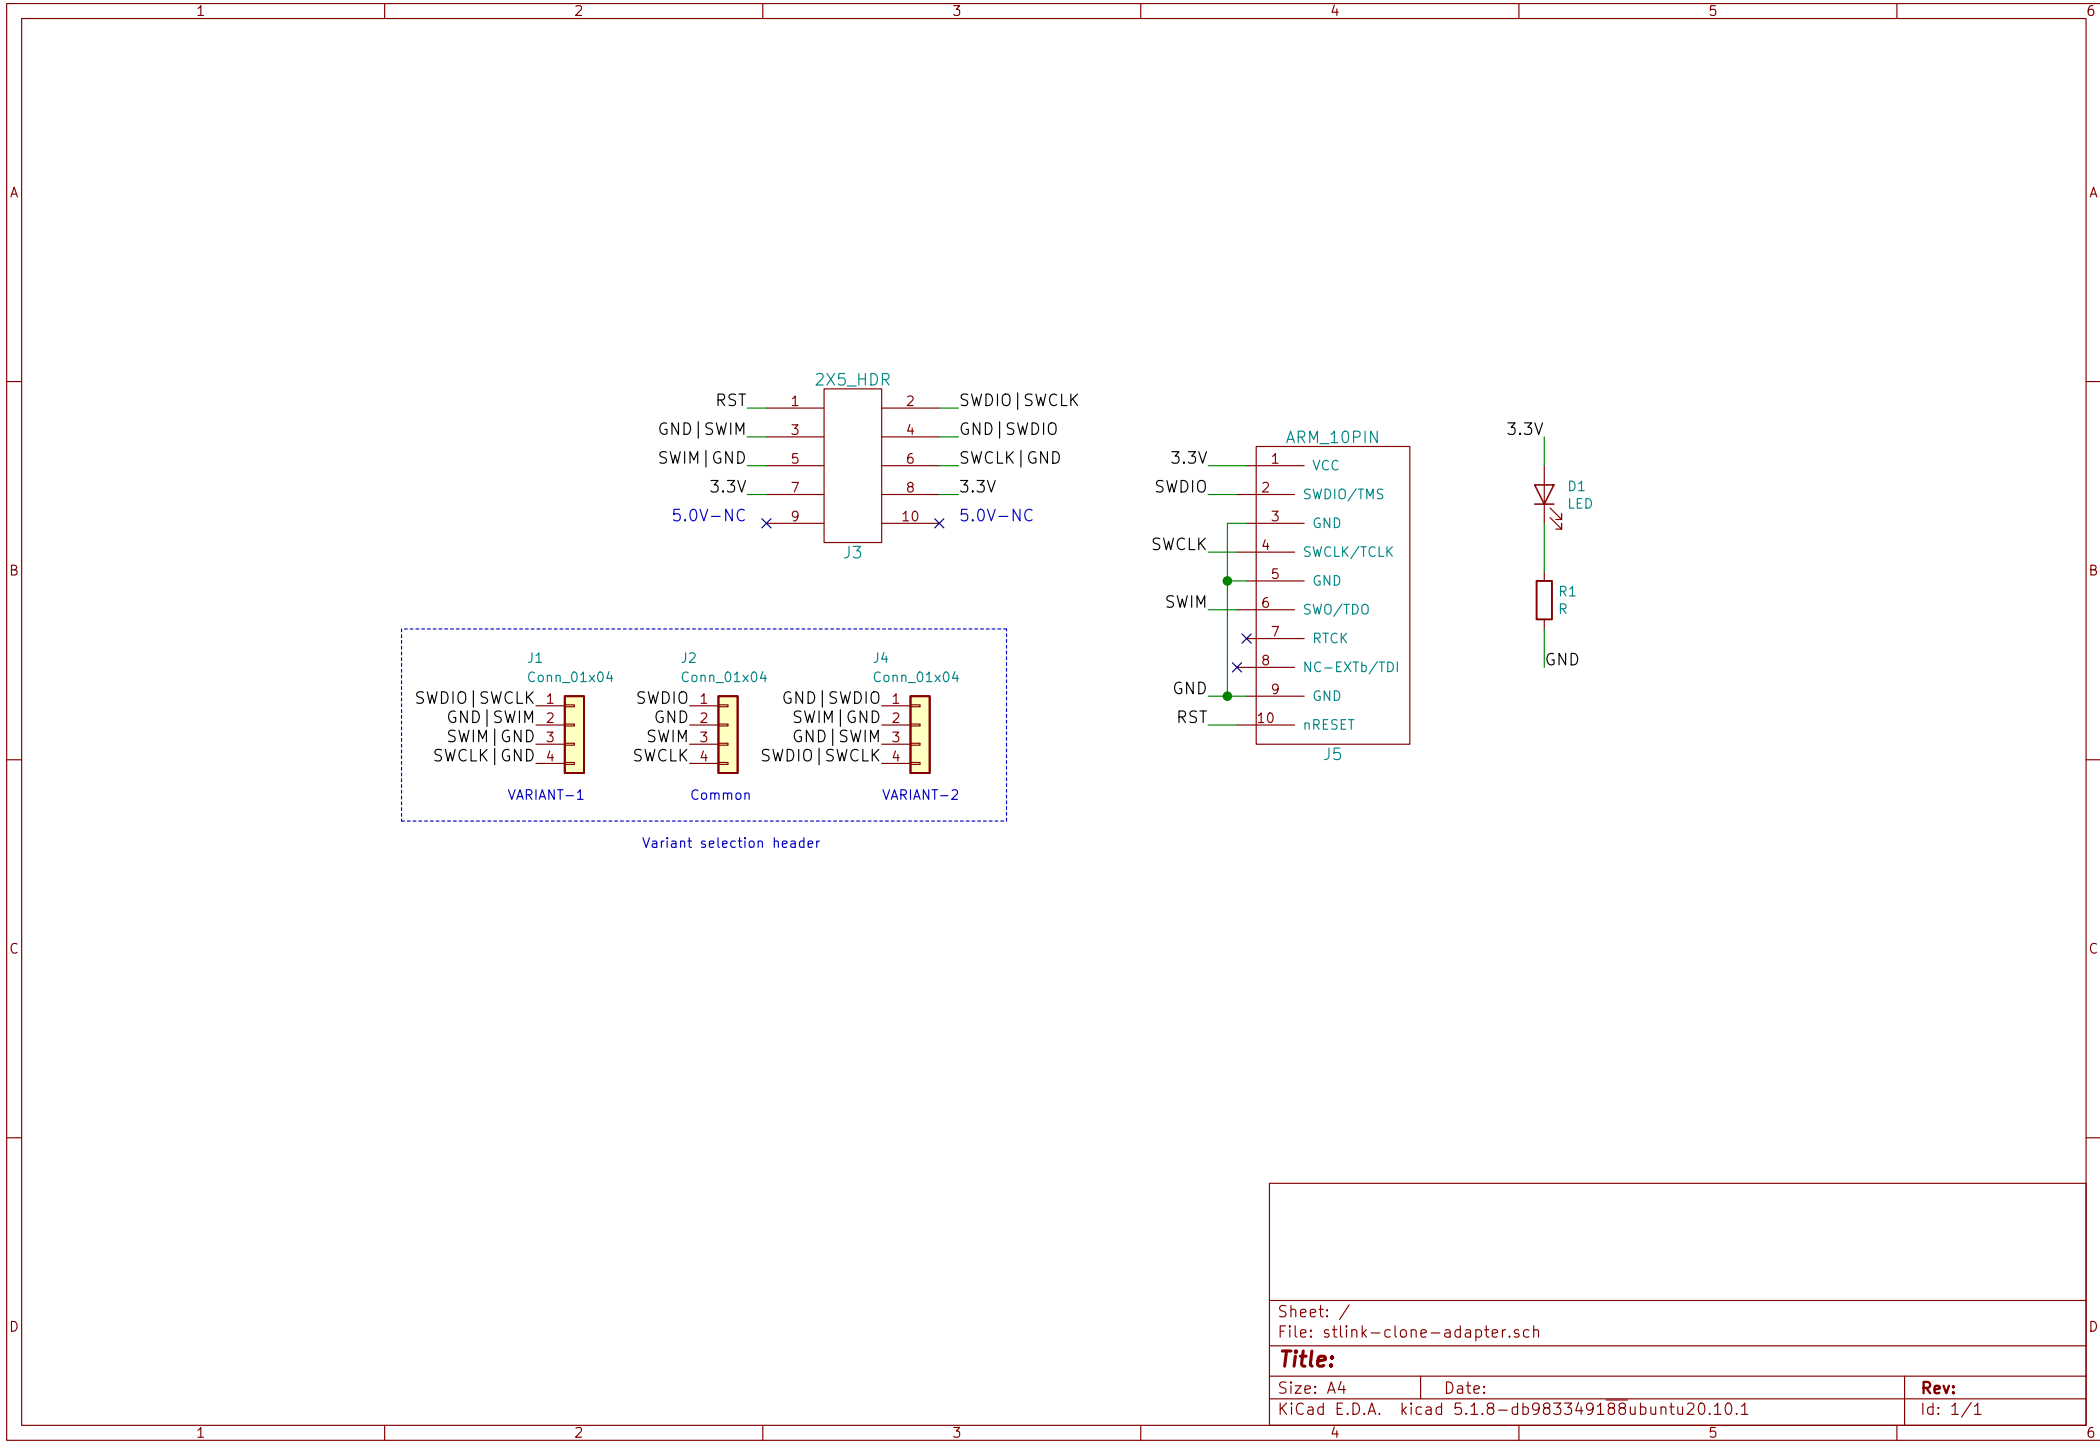 1 2 3 4 5 6
A A
2X5_HDR
RST 1 2 SWDIO|SWCLK
GND|SWIM 3 4 GND|SWDIO
SWIM|GND 5 6 SWCLK|GND
3.3V 7 8 3.3V
5.0V-NC 9 10 5.0V-NC
J3
ARM_10PIN
3.3V 1 VCC
SWDIO 2 SWDIO/TMS
3 GND
SWCLK 4 SWCLK/TCLK
5 GND
SWIM 6 SWO/TDO
7 RTCK
8 NC-EXTb/TDI
GND 9 GND
RST 10 nRESET
J5
3.3V
D1
LED
R1
R
GND
B B
J1
Conn_01x04
SWDIO|SWCLK 1
GND|SWIM 2
SWIM|GND 3
SWCLK|GND 4
VARIANT-1
J2
Conn_01x04
SWDIO 1
GND 2
SWIM 3
SWCLK 4
Common
J4
Conn_01x04
GND|SWDIO 1
SWIM|GND 2
GND|SWIM 3
SWDIO|SWCLK 4
VARIANT-2
Variant selection header
C C
D D
Sheet: /
File: stlink-clone-adapter.sch
Title:
Size: A4 Date: Rev:
KiCad E.D.A. kicad 5.1.8-db98334918​8ubuntu20.10.1 Id: 1/1
1 2 3 4 5 6